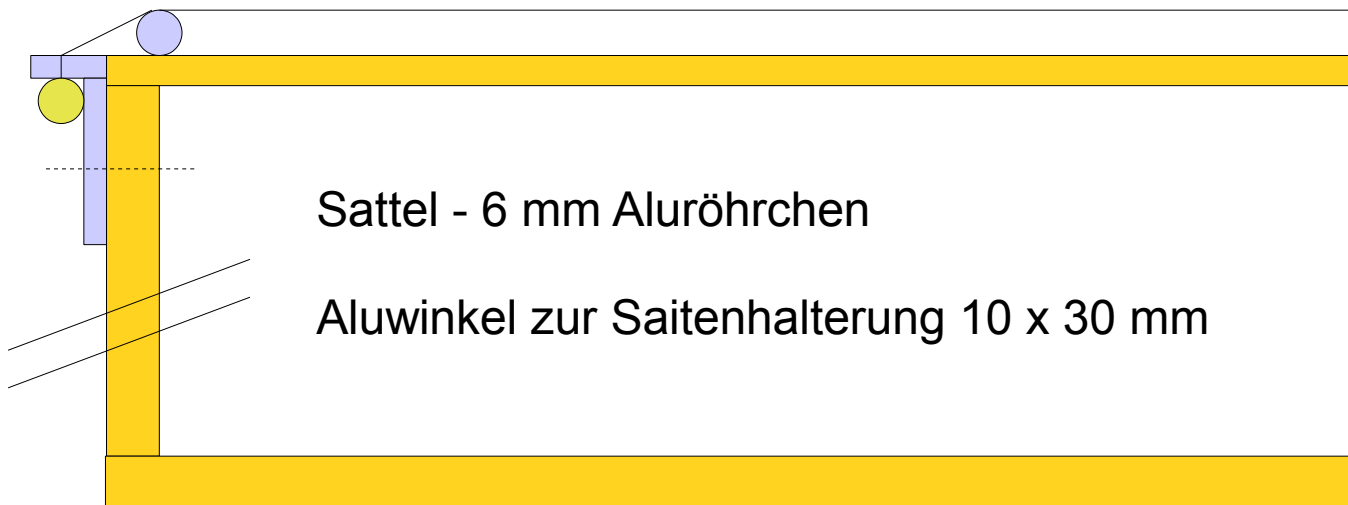 Sattel - 6 mm Aluröhrchen
Aluwinkel zur Saitenhalterung 10 x 30 mm